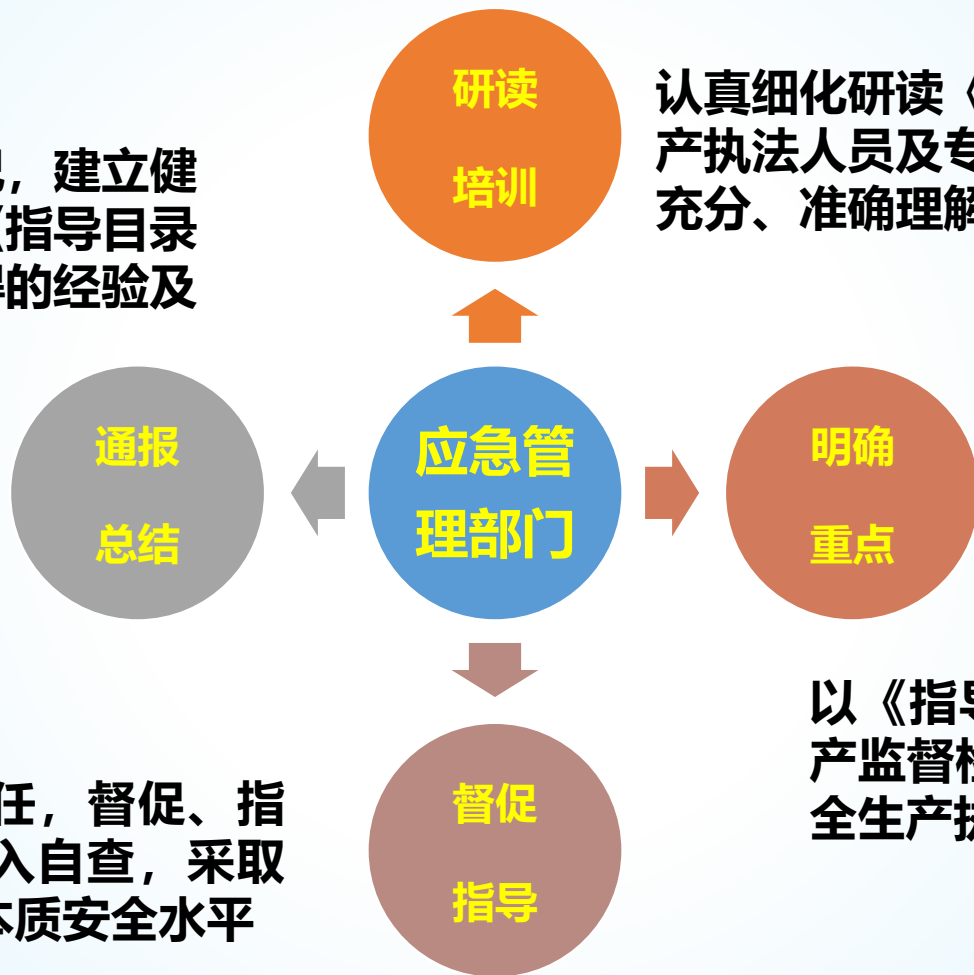 研读
培训
认真细化研读《
产执法人员及专
充分、准确理解
，建立健
《指导目录
的经验及
通报
总结
应急管
理部门
明确
重点
以《指导
产监督检
全生产执
任，督促、指
入自查，采取
本质安全水平
督促
指导